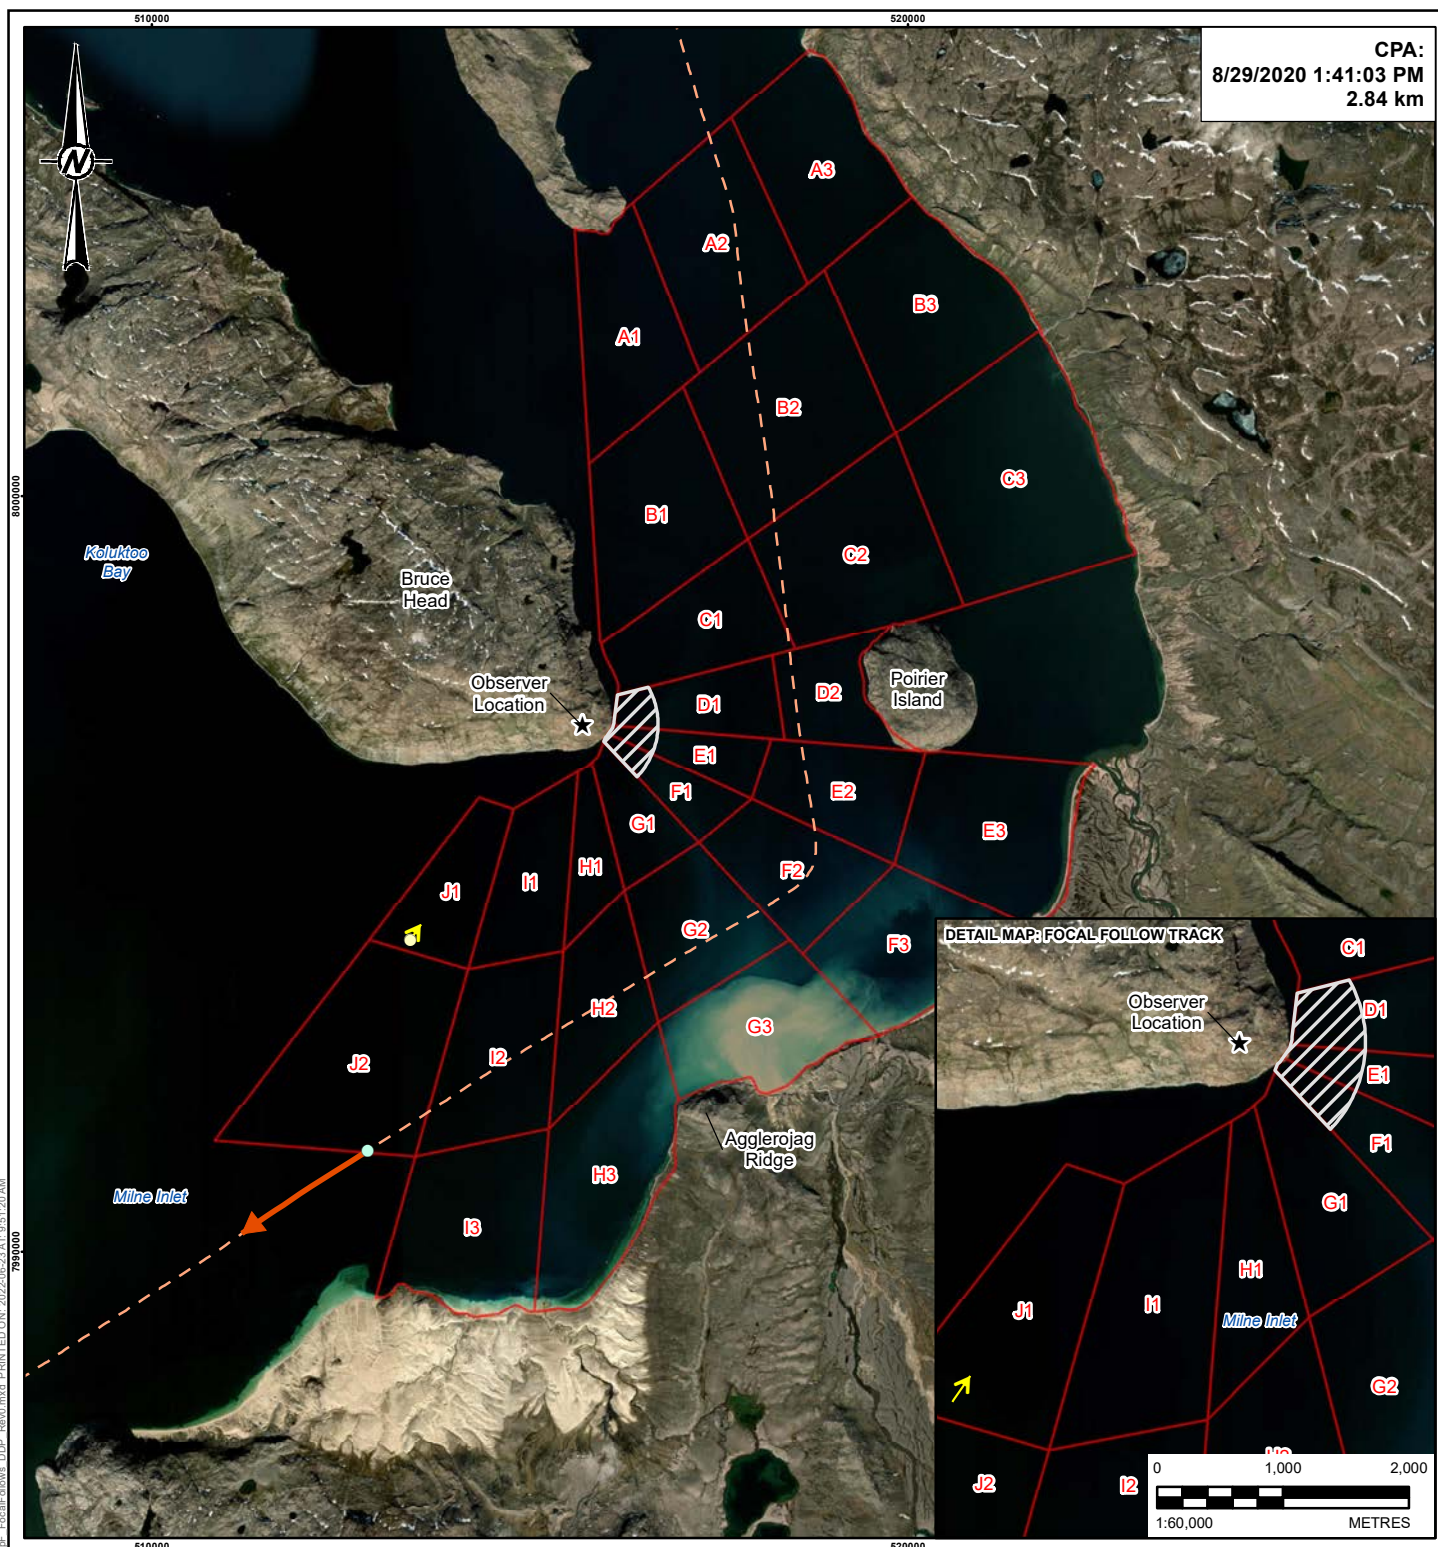 510000
520000
CPA:
8/29/2020 1:41:03 PM
2.84 km
N
A3
A2
A1
B3
B2
B1
C3
C2
C1
8000000
Koluktoo
Bay
Bruce
Head
Observer
Location
Poirier
Island
D1
D2
E1
E2
E3
F1
F2
F3
G1
G2
G3
H1
H2
H3
I1
I2
I3
J1
J2
Agglerojag
Ridge
Milne Inlet
7990000
DETAIL MAP: FOCAL FOLLOW TRACK
C1
Observer
Location
D1
E1
F1
G1
H1
Milne Inlet
I1
J1
G2
H2
I2
J2
0
1,000
2,000
1:60,000
METRES
510000
520000